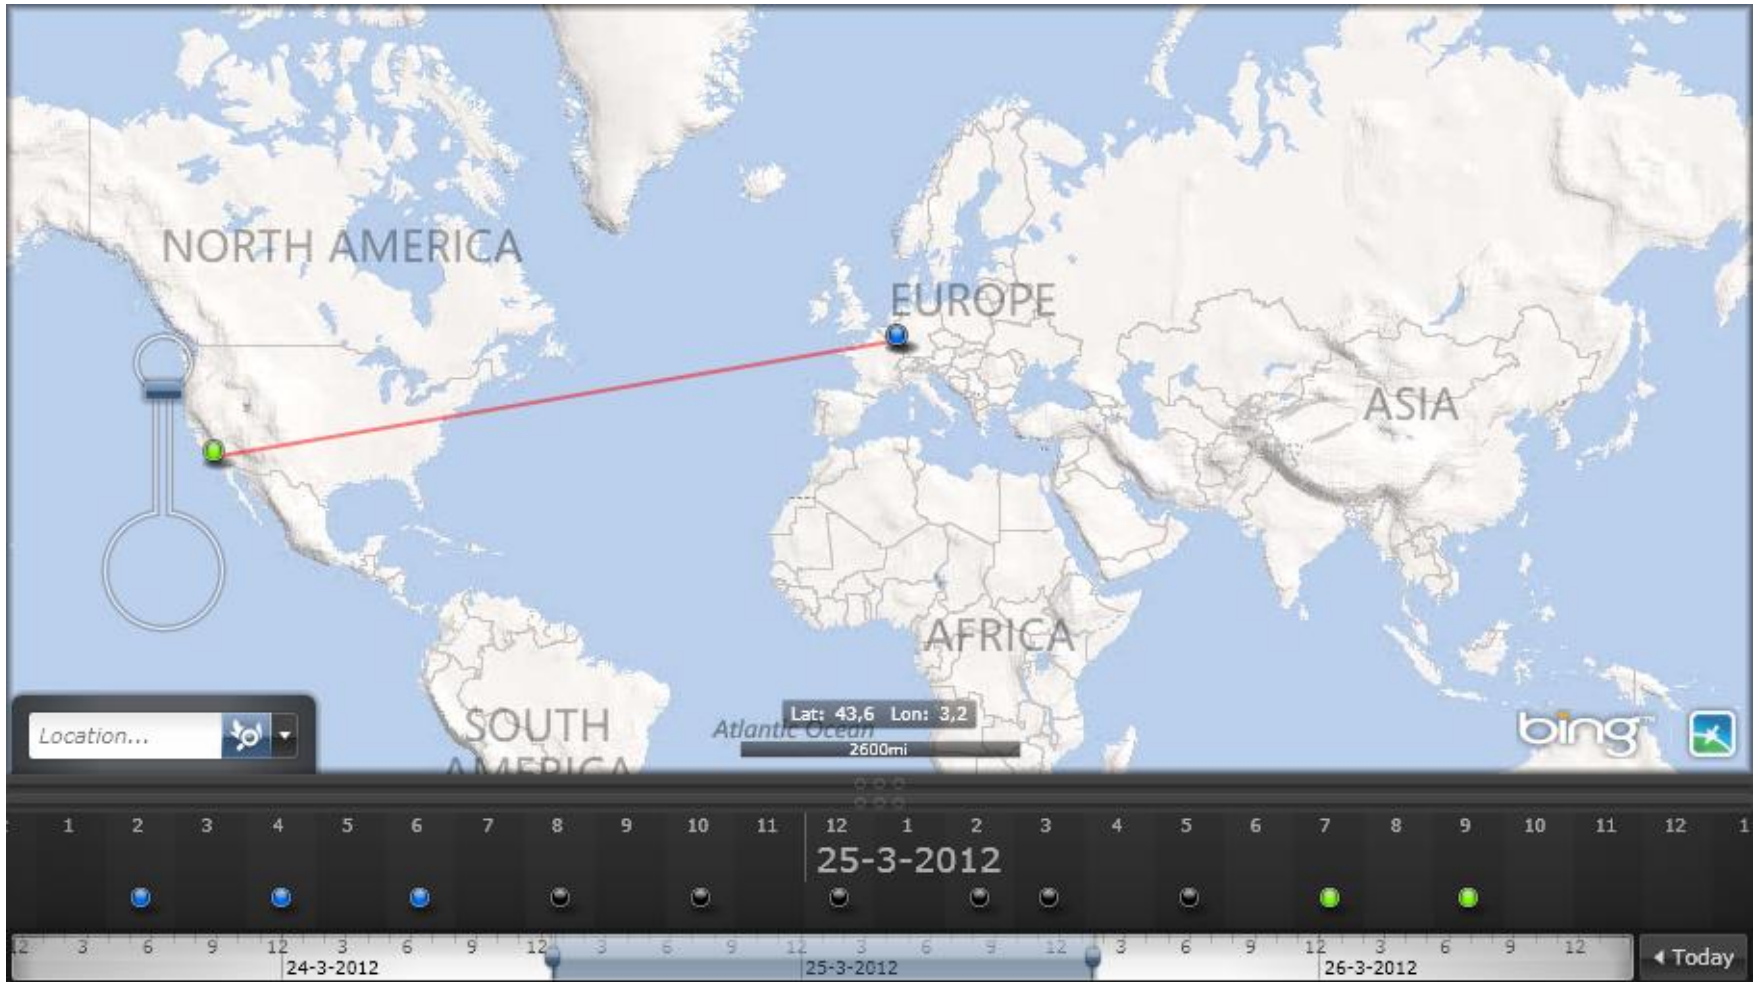 NORTH AMERICA
EUROPE
ASIA
AFRICA
SOUTH
AMERICA
Atlantic Ocean
Lat: 43,6 Lon: 3,2
2600mi
Location...
bing
1 2 3 4 5 6 7 8 9 10 11 12 1 2 3 4 5 6 7 8 9 10 11 12 1
25-3-2012
12 3 6 9 12 3 6 9 12 3 6 9 12 3 6 9 12 3 6 9 12 3 6 9 12
24-3-2012 25-3-2012 26-3-2012
Today